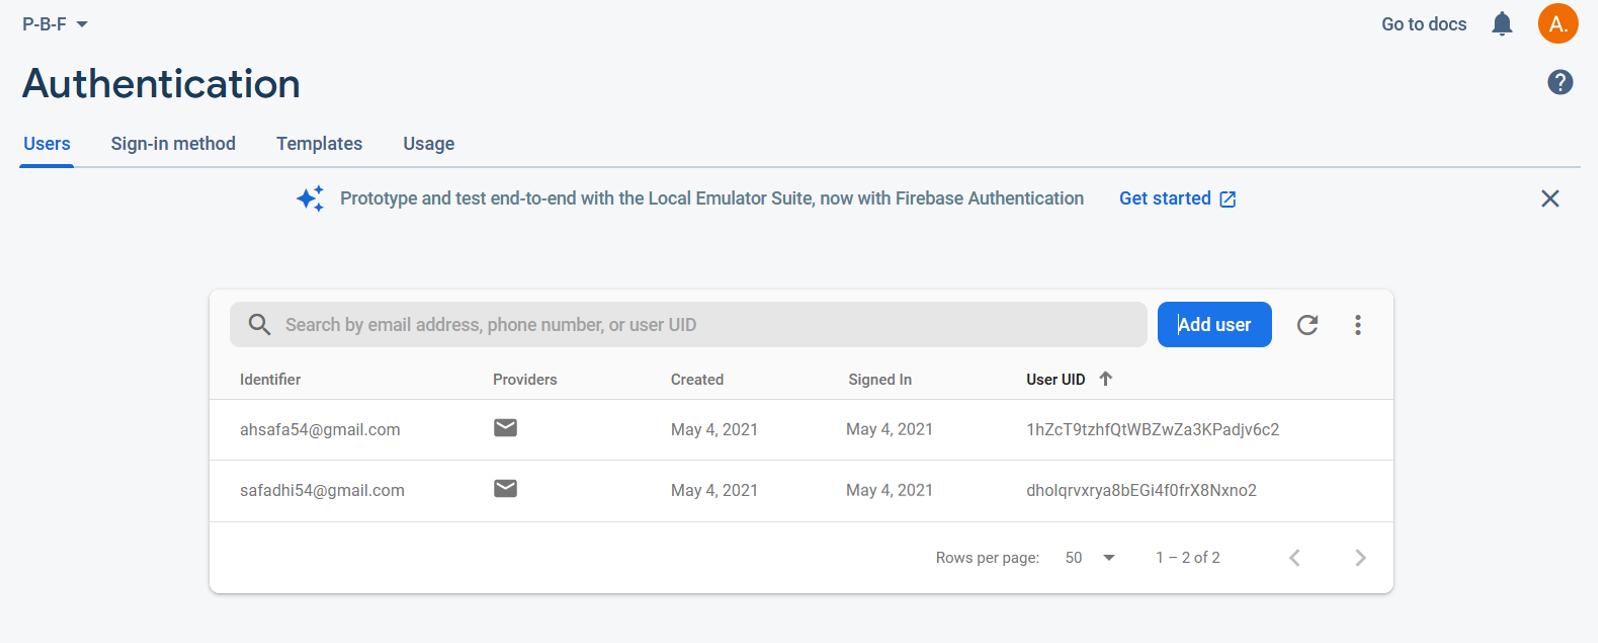 P-B-F
Go to docs
A.
Authentication
?
Users Sign-in method Templates Usage
Prototype and test end-to-end with the Local Emulator Suite, now with Firebase Authentication Get started
Search by email address, phone number, or user UID
Add user
Identifier Providers Created Signed In User UID
ahsafa54@gmail.com May 4, 2021 May 4, 2021 1hZcT9tzhfQtWBZwZa3KPadjv6c2
safadhi54@gmail.com May 4, 2021 May 4, 2021 dholqrvxrya8bEGi4f0frX8Nxno2
Rows per page: 50 1 – 2 of 2